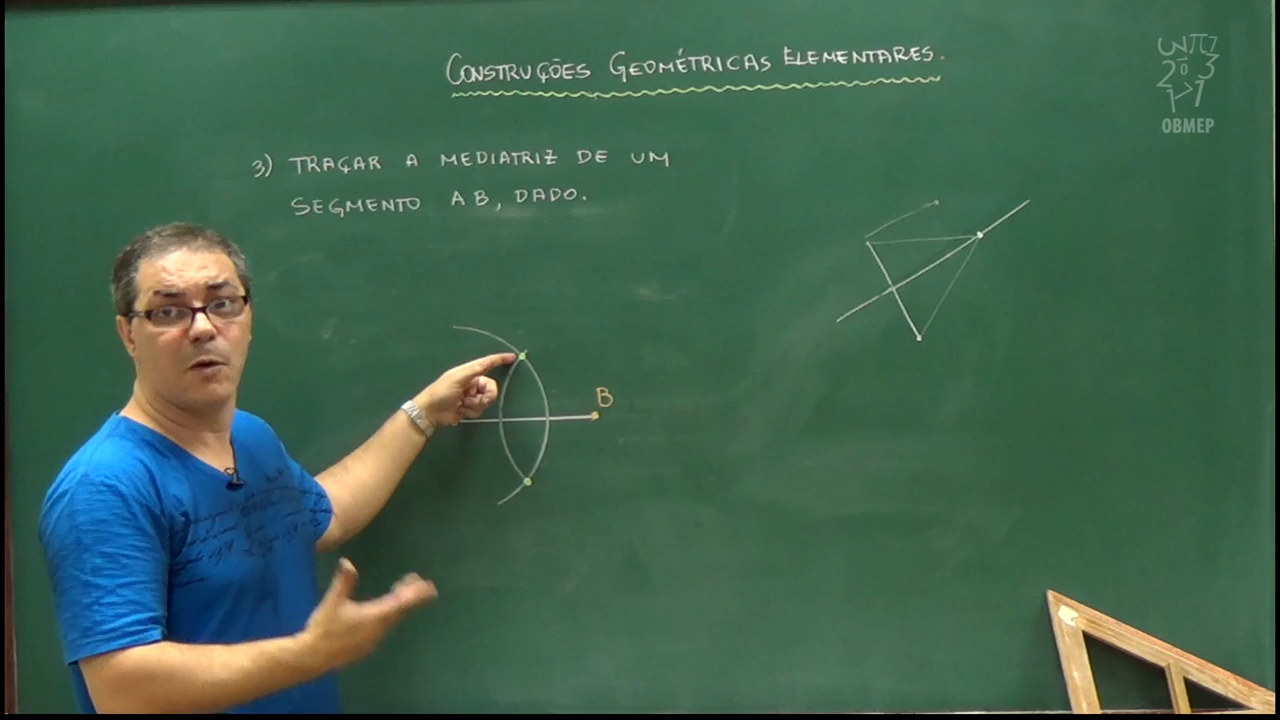 CONSTRUÇÕES GEOMÉTRICAS ELEMENTARES.
3) TRAÇAR A MEDIATRIZ DE UM
SEGMENTO AB, DADO.
B
OBMEP